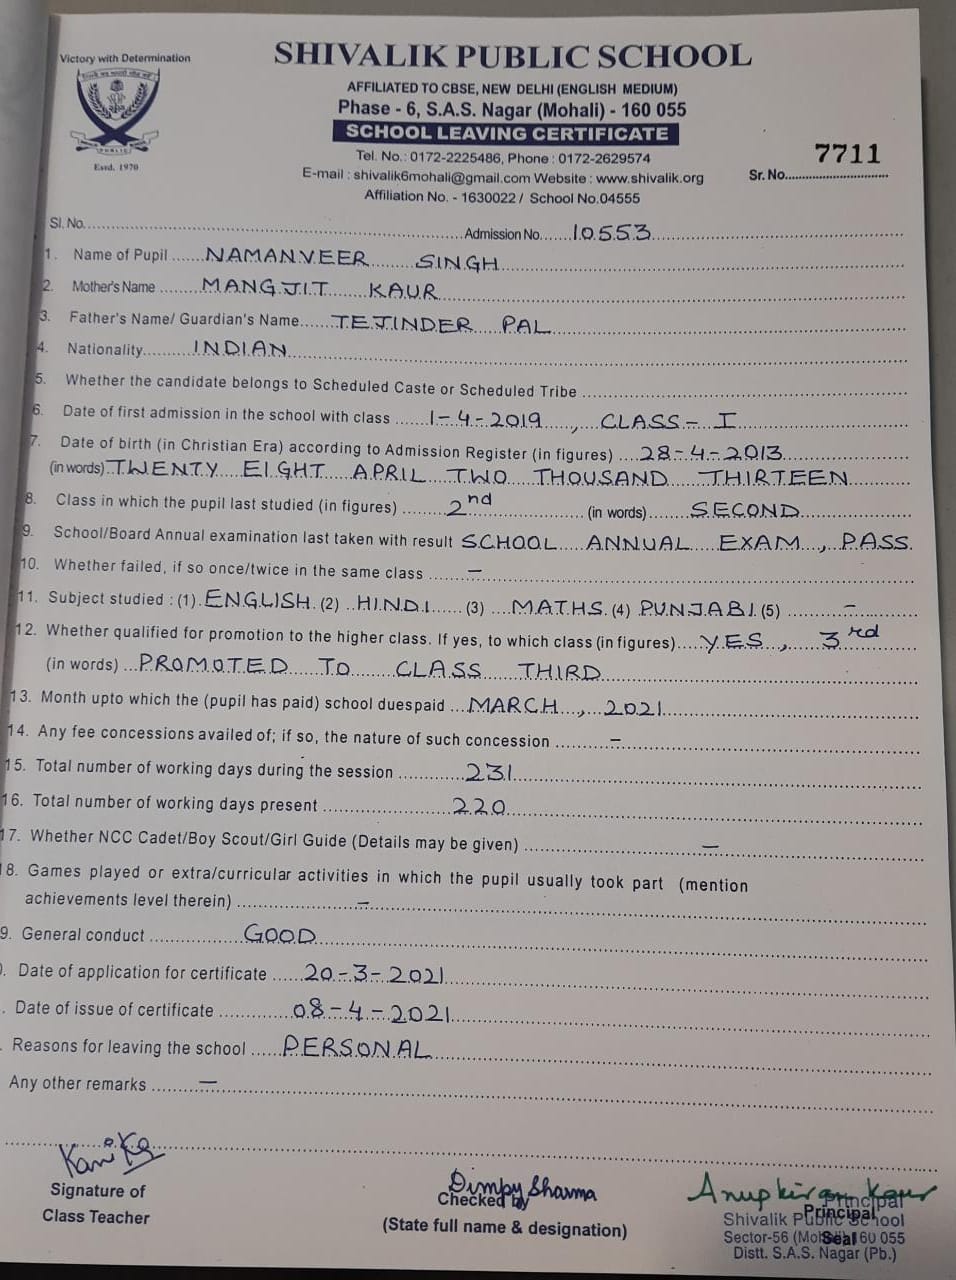 Victory with Determination
SHIVALIK PUBLIC SCHOOL
AFFILIATED TO CBSE, NEW DELHI (ENGLISH MEDIUM)
Phase - 6, S.A.S. Nagar (Mohali) - 160 055
SCHOOL LEAVING CERTIFICATE
Tel. No.: 0172-2225486, Phone : 0172-2629574
E-mail : shivalik6mohali@gmail.com Website : www.shivalik.org
Affiliation No. - 1630022 / School No.04555
PUBLIC
Estd. 1970
Sr. No. 7711
Sl. No. Admission No. 10553
1. Name of Pupil NAMANVEER SINGH
2. Mother's Name MANGJIT KAUR
3. Father's Name/ Guardian's Name TEJINDER PAL
4. Nationality INDIAN
5. Whether the candidate belongs to Scheduled Caste or Scheduled Tribe
6. Date of first admission in the school with class 1-4-2019, CLASS- I
7. Date of birth (in Christian Era) according to Admission Register (in figures) 28-4-2013
(in words) TWENTY EIGHT APRIL TWO THOUSAND THIRTEEN
8. Class in which the pupil last studied (in figures) 2nd (in words) SECOND
9. School/Board Annual examination last taken with result SCHOOL ANNUAL EXAM, PASS
10. Whether failed, if so once/twice in the same class –
11. Subject studied : (1) ENGLISH (2) HINDI (3) MATHS (4) PUNJABI (5) –
12. Whether qualified for promotion to the higher class. If yes, to which class (in figures) YES, 3rd
(in words) PROMOTED TO CLASS THIRD
13. Month upto which the (pupil has paid) school duespaid MARCH, 2021
14. Any fee concessions availed of; if so, the nature of such concession –
15. Total number of working days during the session 231
16. Total number of working days present 220
17. Whether NCC Cadet/Boy Scout/Girl Guide (Details may be given) –
8. Games played or extra/curricular activities in which the pupil usually took part (mention
achievements level therein) –
9. General conduct GOOD
. Date of application for certificate 20-3-2021
. Date of issue of certificate 08-4-2021
. Reasons for leaving the school PERSONAL
Any other remarks –
Signature of
Class Teacher
Dimpy Sharma
Checked by
(State full name & designation)
Anupkiran Kaur
Principal
Principal
Shivalik Public School
Seal
Sector-56 (Mohali) 160 055
Distt. S.A.S. Nagar (Pb.)